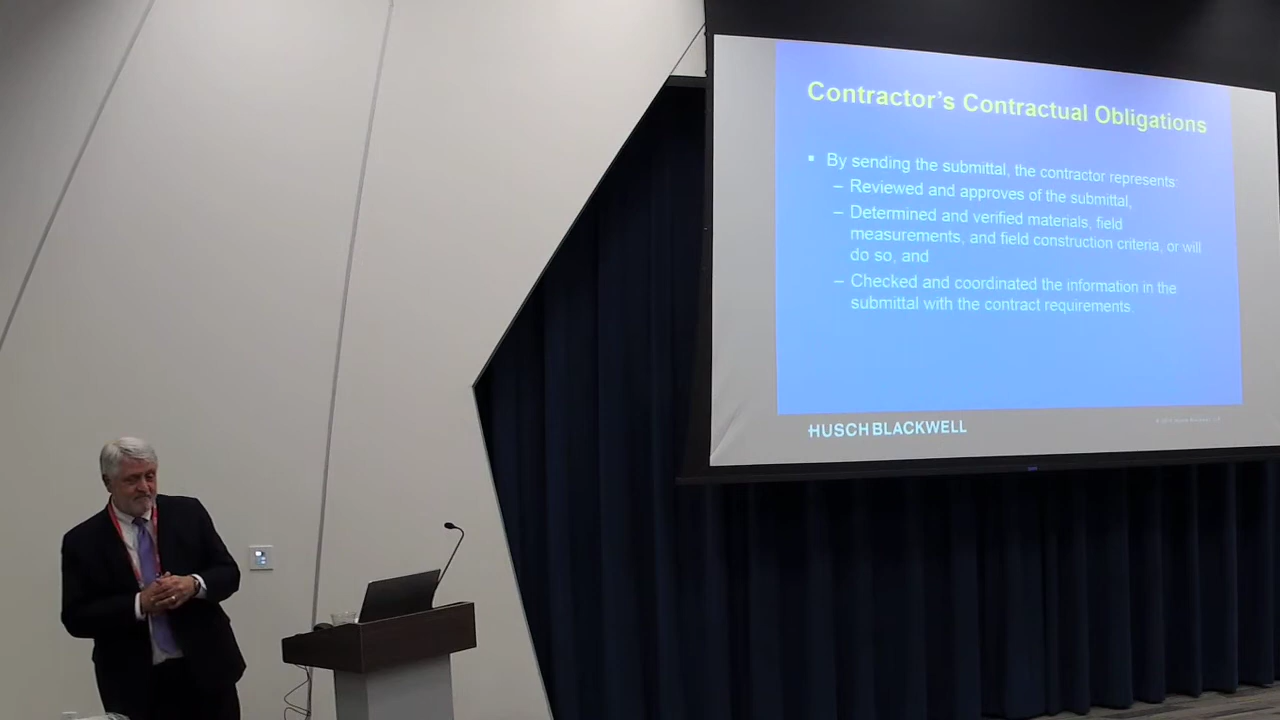 Contractor's Contractual Obligations
▪ By sending the submittal, the contractor represents:
– Reviewed and approves of the submittal,
– Determined and verified materials, field
measurements, and field construction criteria, or will
do so, and
– Checked and coordinated the information in the
submittal with the contract requirements
HUSCH BLACKWELL